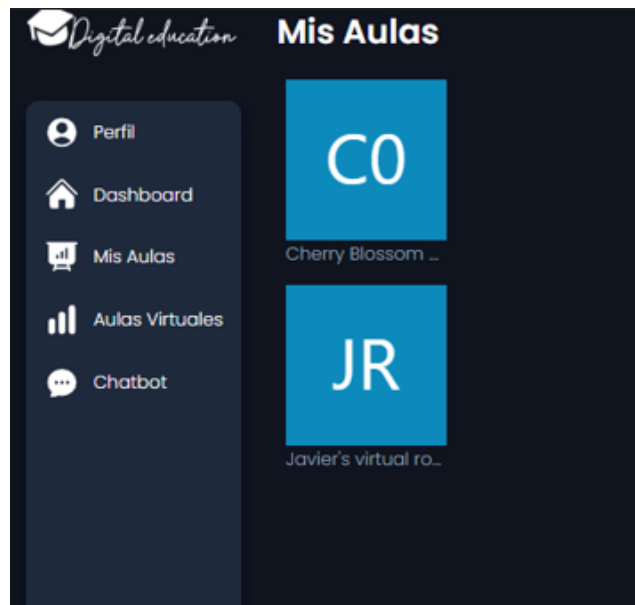 Digital education
Mis Aulas
Perfil
Dashboard
Mis Aulas
Aulas Virtuales
Chatbot
C0
Cherry Blossom ...
JR
Javier's virtual ro...